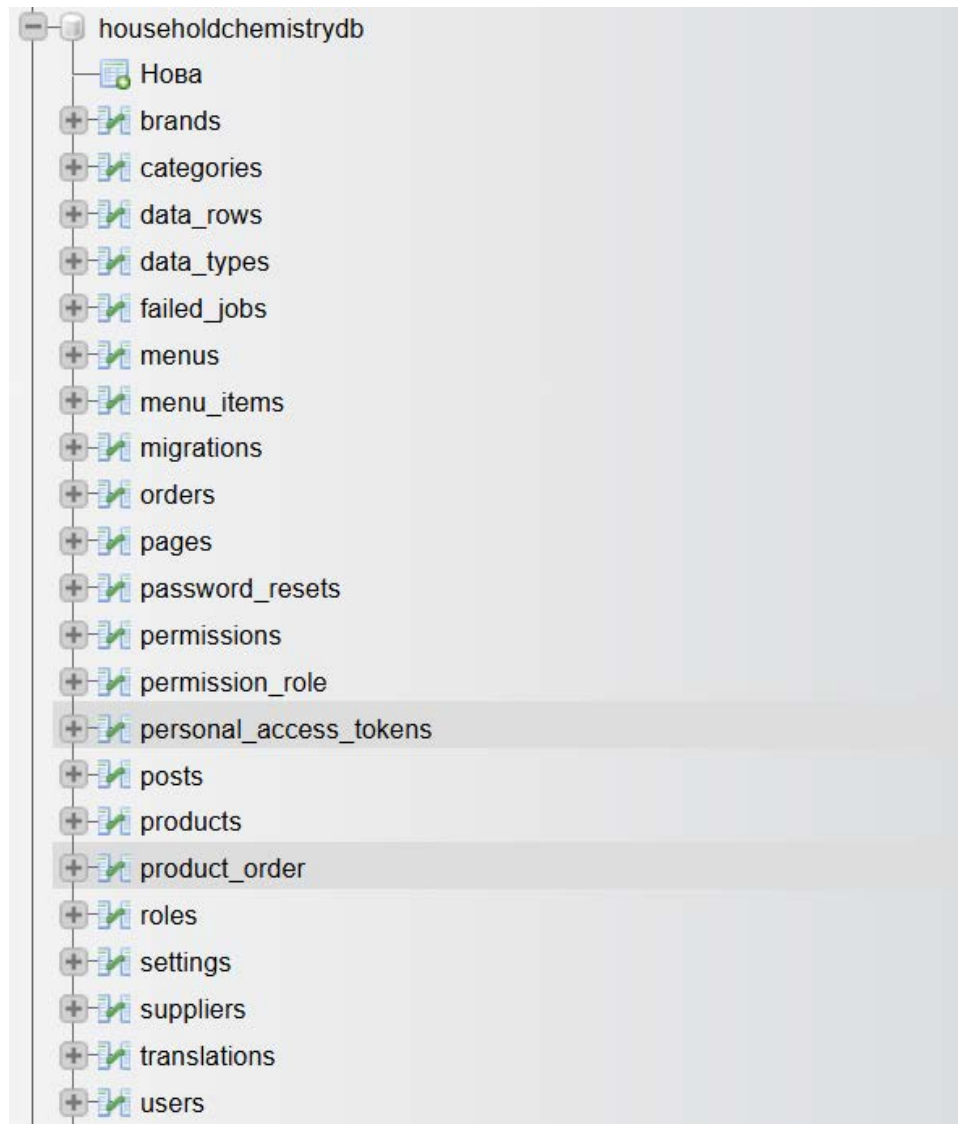 householdchemistrydb
Нова
brands
categories
data_rows
data_types
failed_jobs
menus
menu_items
migrations
orders
pages
password_resets
permissions
permission_role
personal_access_tokens
posts
products
product_order
roles
settings
suppliers
translations
users